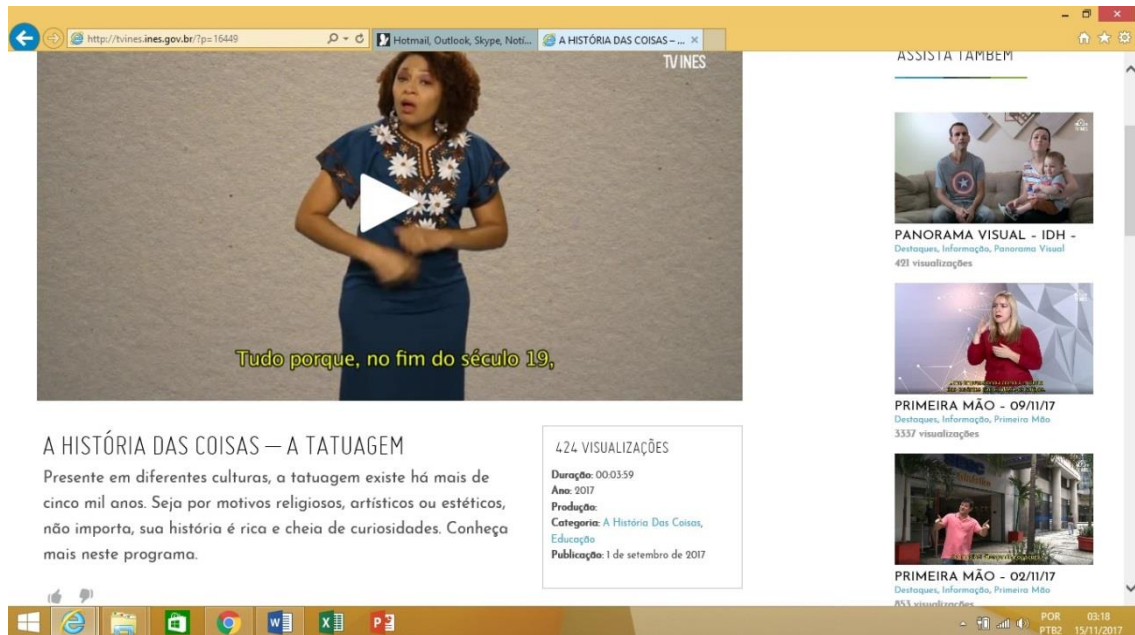 http://tvines.ines.gov.br/?p=16449
Hotmail, Outlook, Skype, Notí...
A HISTÓRIA DAS COISAS – ...
TV INES
Tudo porque, no fim do século 19,
A HISTÓRIA DAS COISAS — A TATUAGEM
Presente em diferentes culturas, a tatuagem existe há mais de
cinco mil anos. Seja por motivos religiosos, artísticos ou estéticos,
não importa, sua história é rica e cheia de curiosidades. Conheça
mais neste programa.
424 VISUALIZAÇÕES
Duração: 00:03:59
Ano: 2017
Produção:
Categoria: A História Das Coisas,
Educação
Publicação: 1 de setembro de 2017
ASSISTA TAMBÉM
PANORAMA VISUAL – IDH –
Destaques, Informação, Panorama Visual
421 visualizações
PRIMEIRA MÃO – 09/11/17
Destaques, Informação, Primeira Mão
3337 visualizações
PRIMEIRA MÃO – 02/11/17
Destaques, Informação, Primeira Mão
853 visualizações
POR
PTB2
03:18
15/11/2017